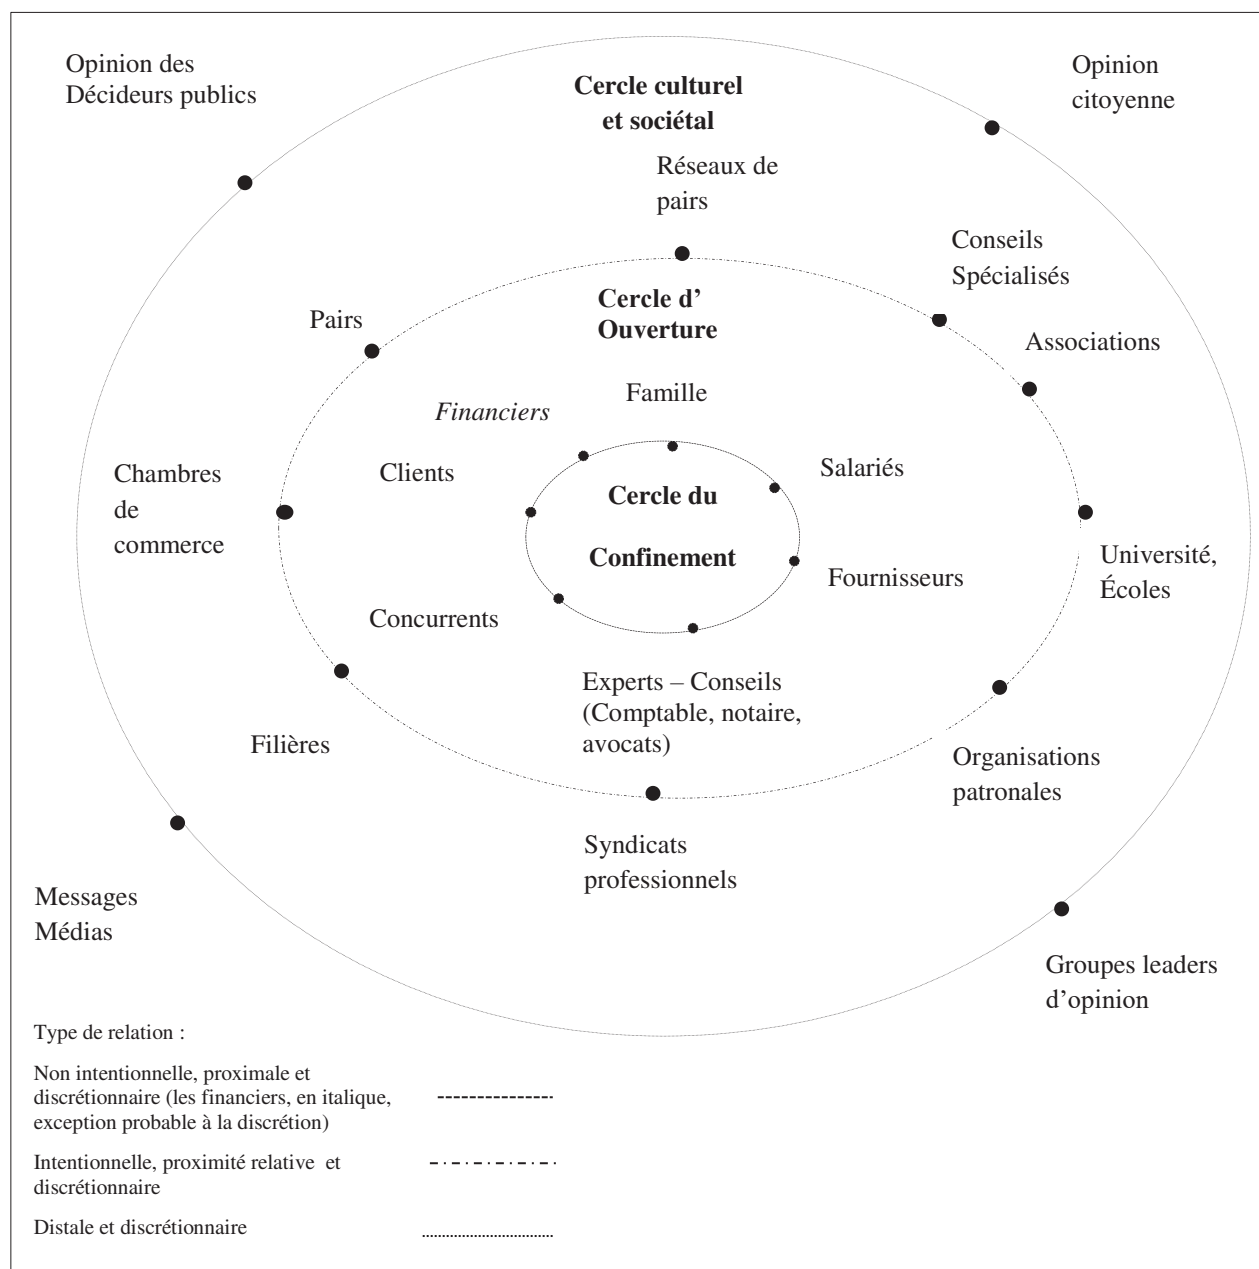 Opinion des
Décideurs publics
Opinion
citoyenne
Cercle culturel
et sociétal
Réseaux de
pairs
Conseils
Spécialisés
Cercle d’
Ouverture
Pairs
Associations
Famille
Financiers
Clients
Salariés
Chambres
de
commerce
Cercle du
Confinement
Université,
Écoles
Fournisseurs
Concurrents
Experts – Conseils
(Comptable, notaire,
avocats)
Filières
Organisations
patronales
Syndicats
professionnels
Messages
Médias
Groupes leaders
d’opinion
Type de relation :
Non intentionnelle, proximale et
discrétionnaire (les financiers, en italique,
exception probable à la discrétion)
Intentionnelle, proximité relative et
discrétionnaire
Distale et discrétionnaire